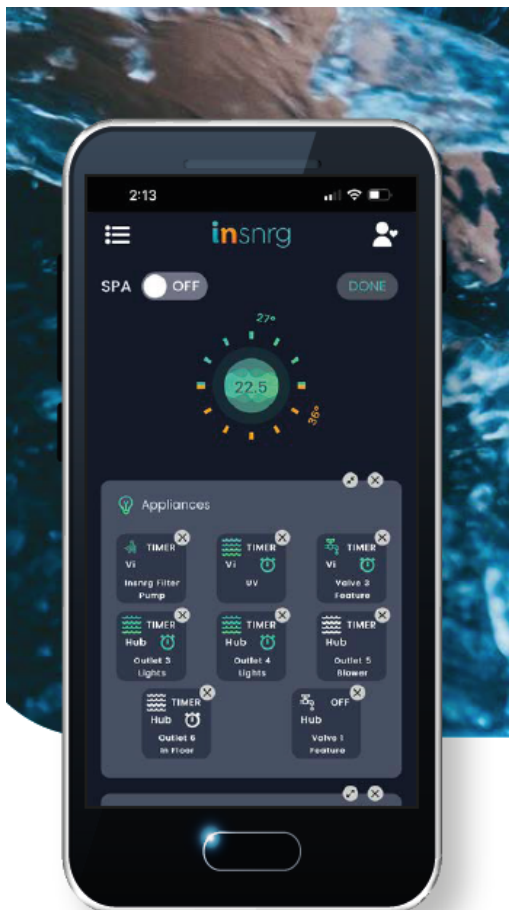 2:13
insnrg
SPA OFF DONE
27°
22.5
36°
Appliances
TIMER
Vi
Insnrg Filter
Pump
TIMER
Vi
UV
TIMER
Vi
Valve 2
Feature
TIMER
Hub
Outlet 3
Lights
TIMER
Hub
Outlet 4
Lights
TIMER
Hub
Outlet 5
Blower
TIMER
Hub
Outlet 6
In Floor
OFF
Hub
Valve 1
Feature